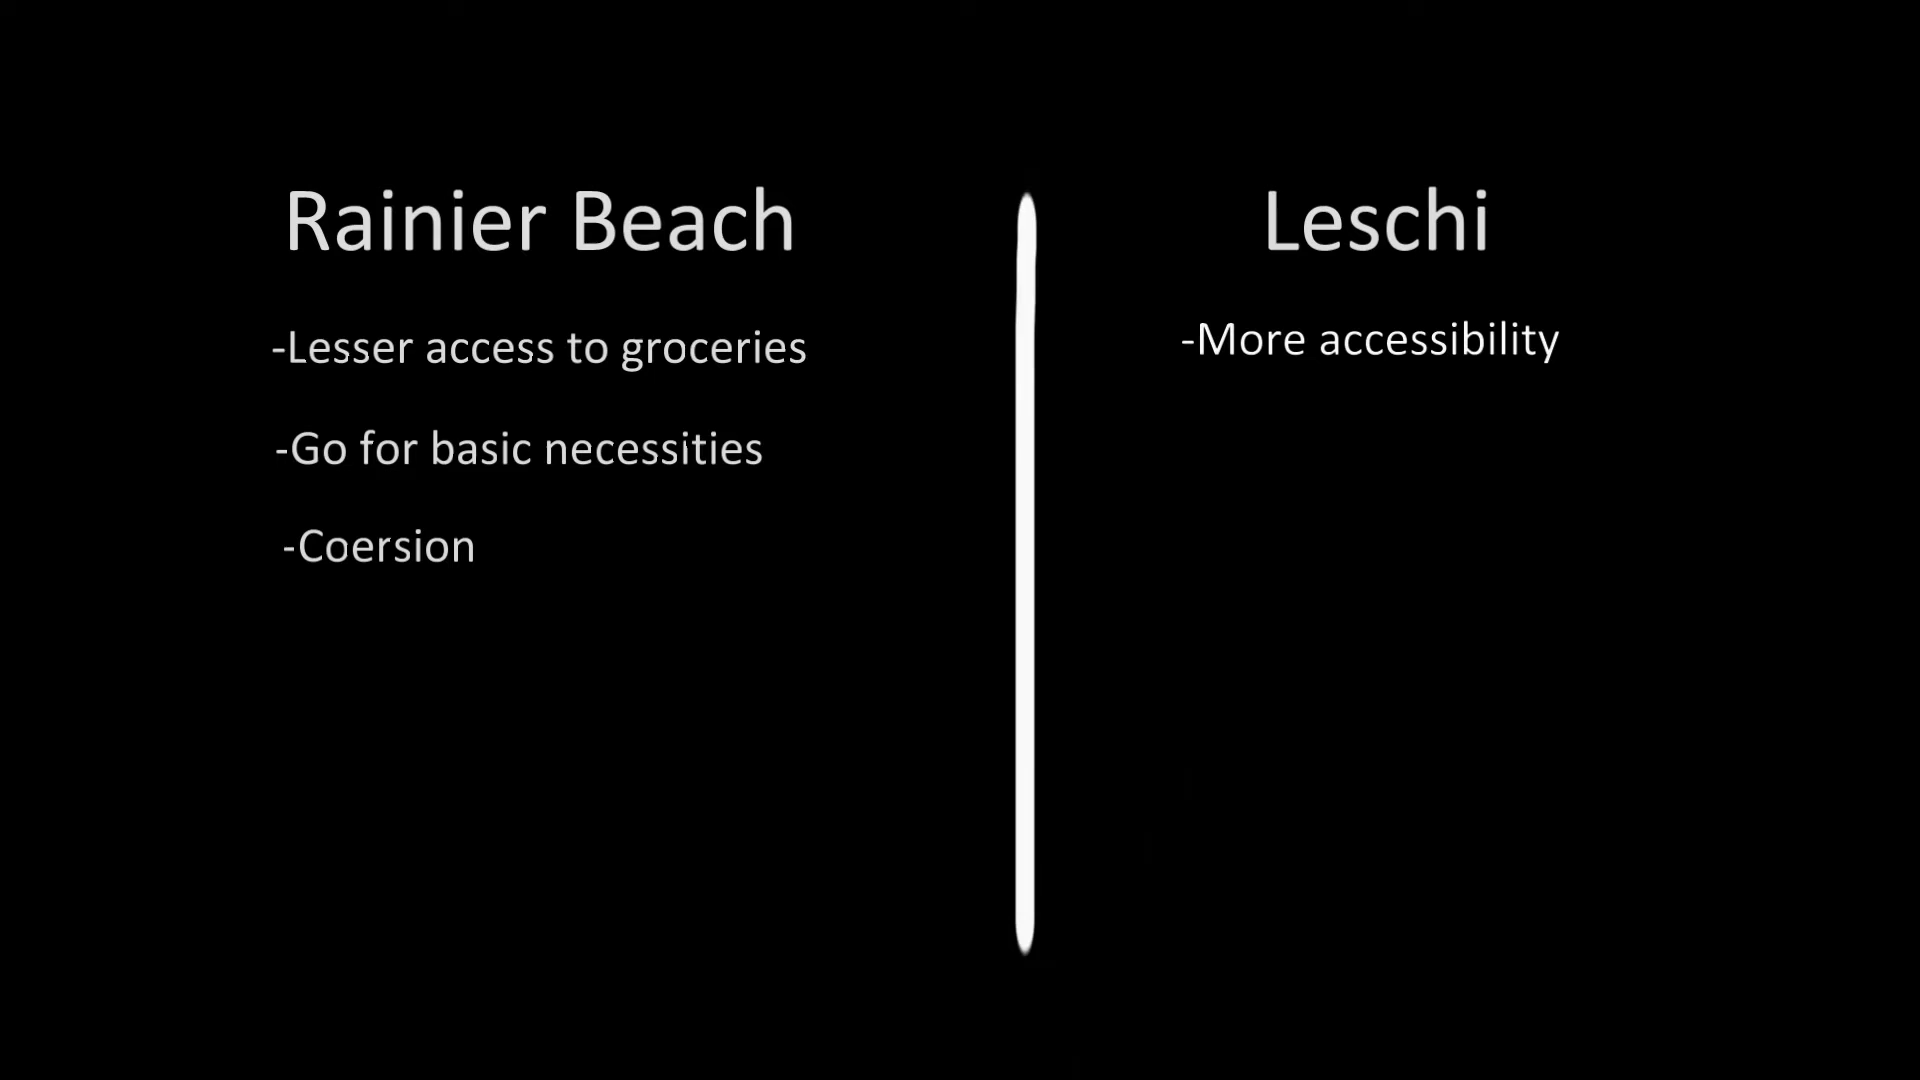 Rainier Beach
-Lesser access to groceries
-Go for basic necessities
-Coersion
Leschi
-More accessibility